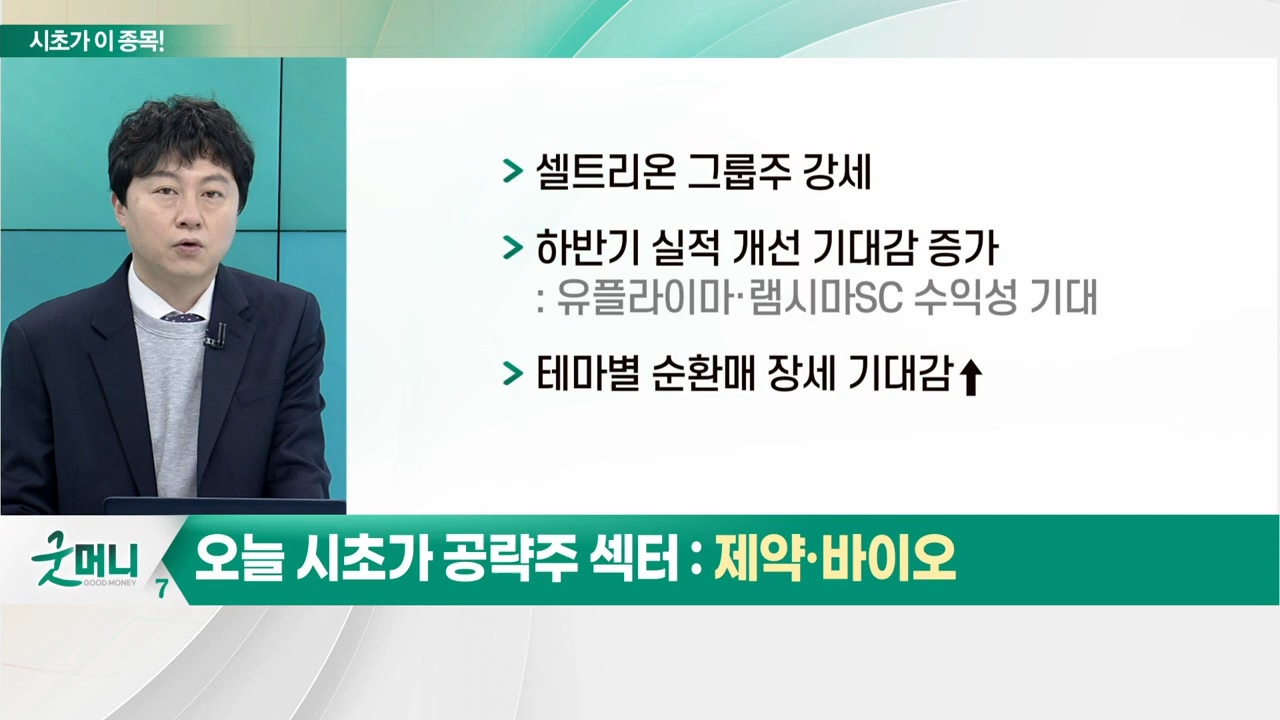 시초가 이 종목!
> 셀트리온 그룹주 강세
> 하반기 실적 개선 기대감 증가
: 유플라이마·램시마SC 수익성 기대
> 테마별 순환매 장세 기대감↑
굿머니
GOOD MONEY
7
오늘 시초가 공략주 섹터 : 제약·바이오